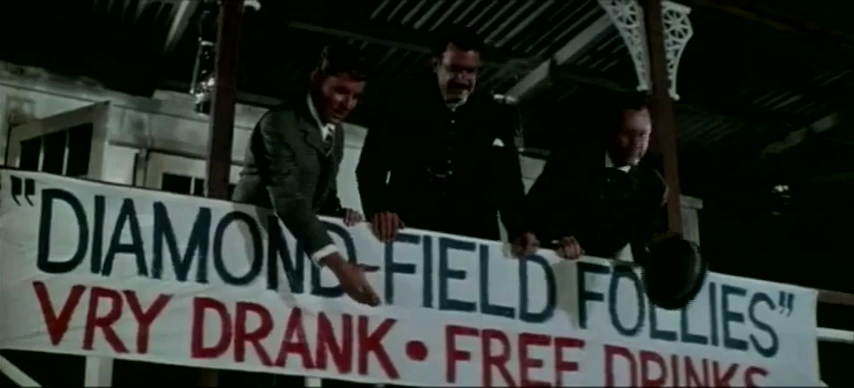 "DIAMOND-FIELD FOLLIES"
VRY DRANK • FREE DRINKS